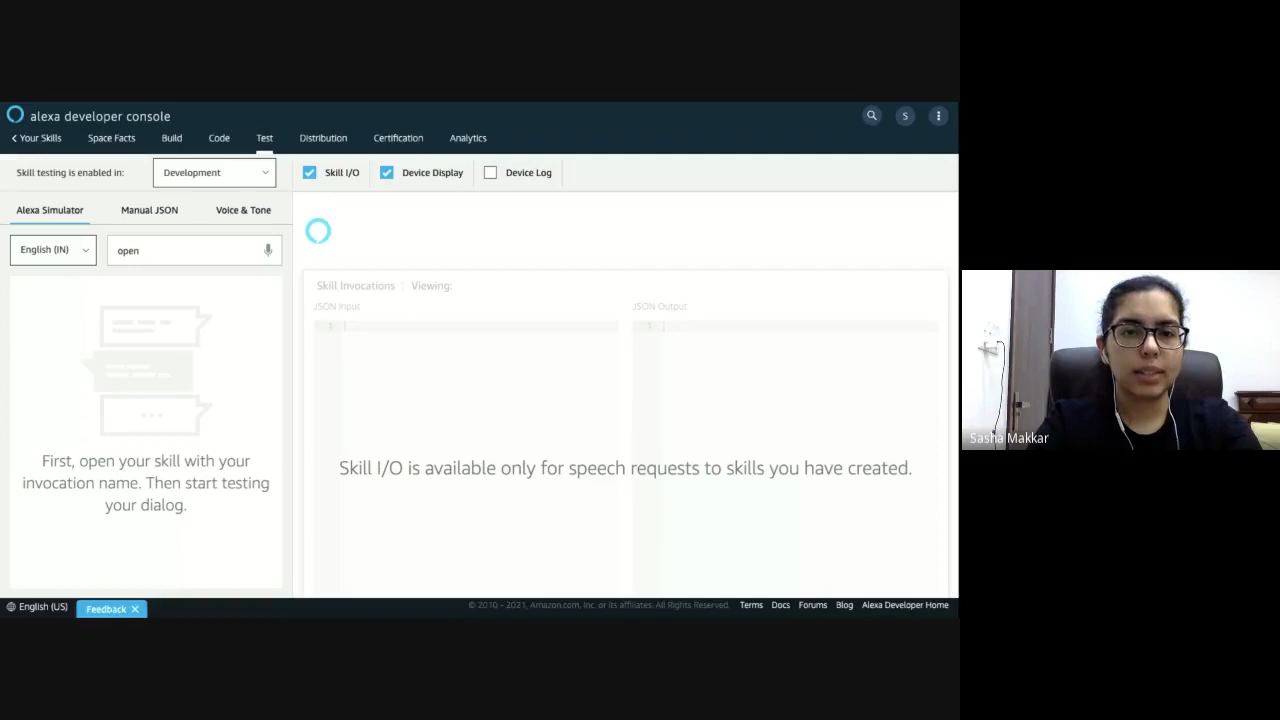 alexa developer console
S
Your Skills Space Facts Build Code Test Distribution Certification Analytics
Skill testing is enabled in: Development Skill I/O Device Display Device Log
Alexa Simulator Manual JSON Voice & Tone
English (IN) open
Skill Invocations Viewing:
JSON Input JSON Output
1 1
First, open your skill with your
invocation name. Then start testing
your dialog.
Skill I/O is available only for speech requests to skills you have created.
Sasha Makkar
English (US) Feedback © 2010 - 2021, Amazon.com, Inc. or its affiliates. All Rights Reserved. Terms Docs Forums Blog Alexa Developer Home